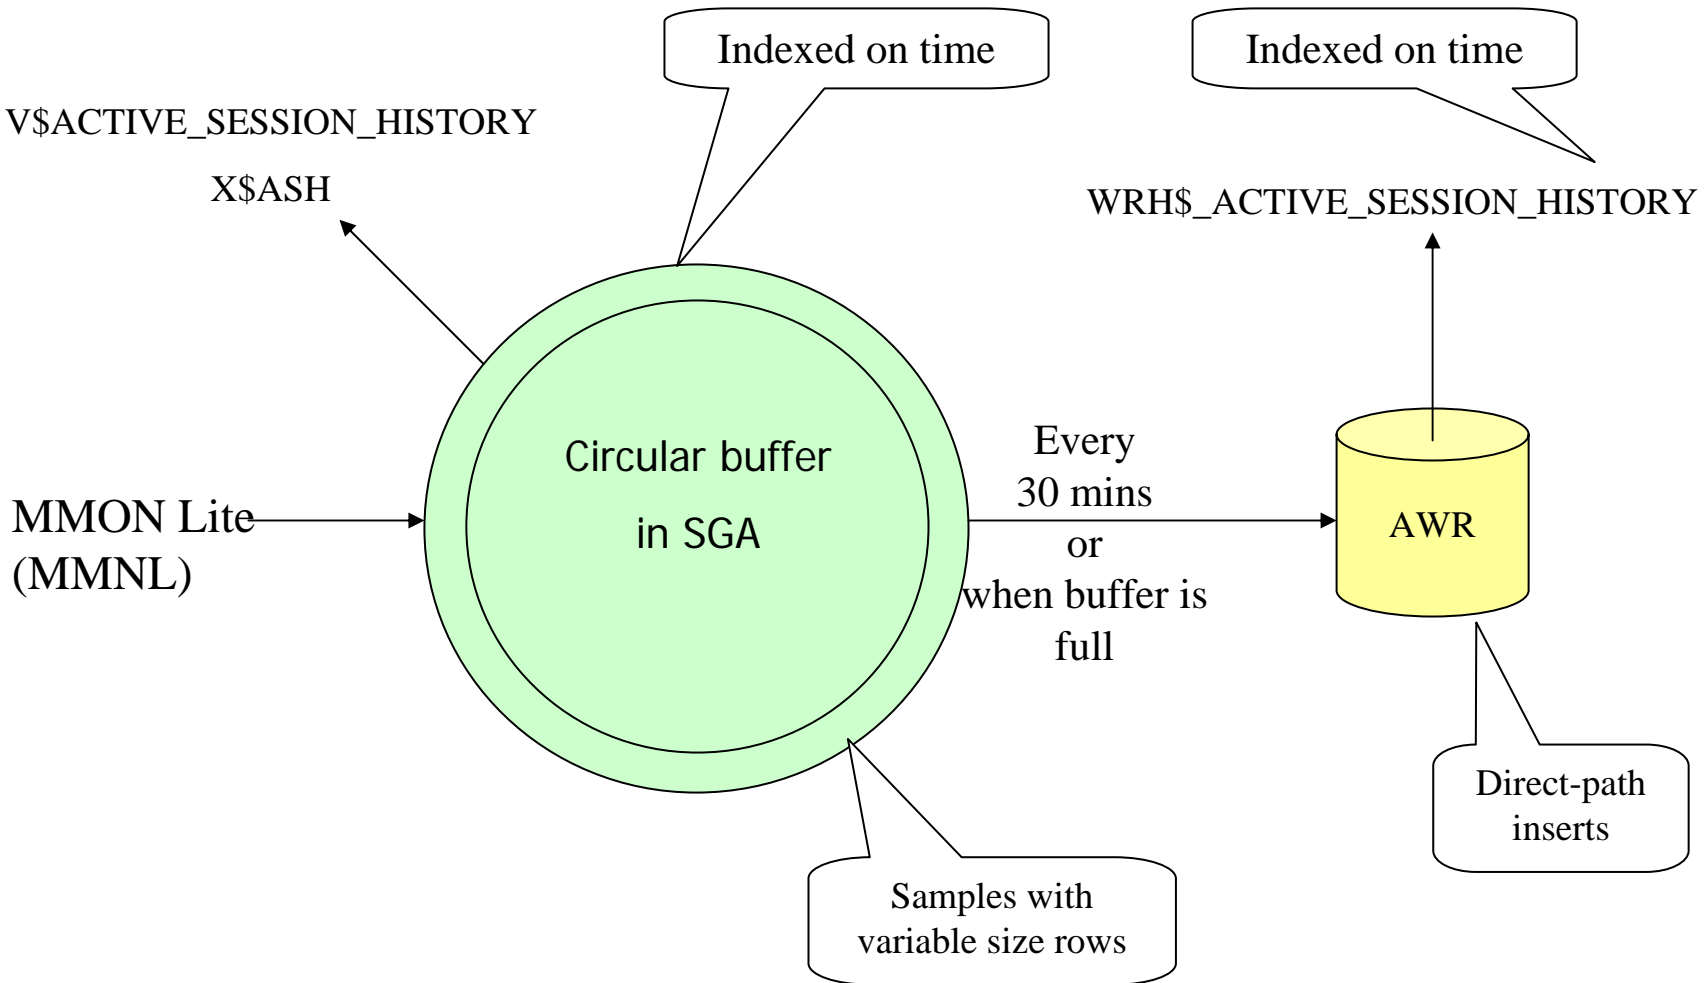 Indexed on time
Indexed on time
V$ACTIVE_SESSION_HISTORY
X$ASH
WRH$_ACTIVE_SESSION_HISTORY
Circular buffer
in SGA
MMON Lite
(MMNL)
Every
30 mins
or
when buffer is
full
AWR
Direct-path
inserts
Samples with
variable size rows